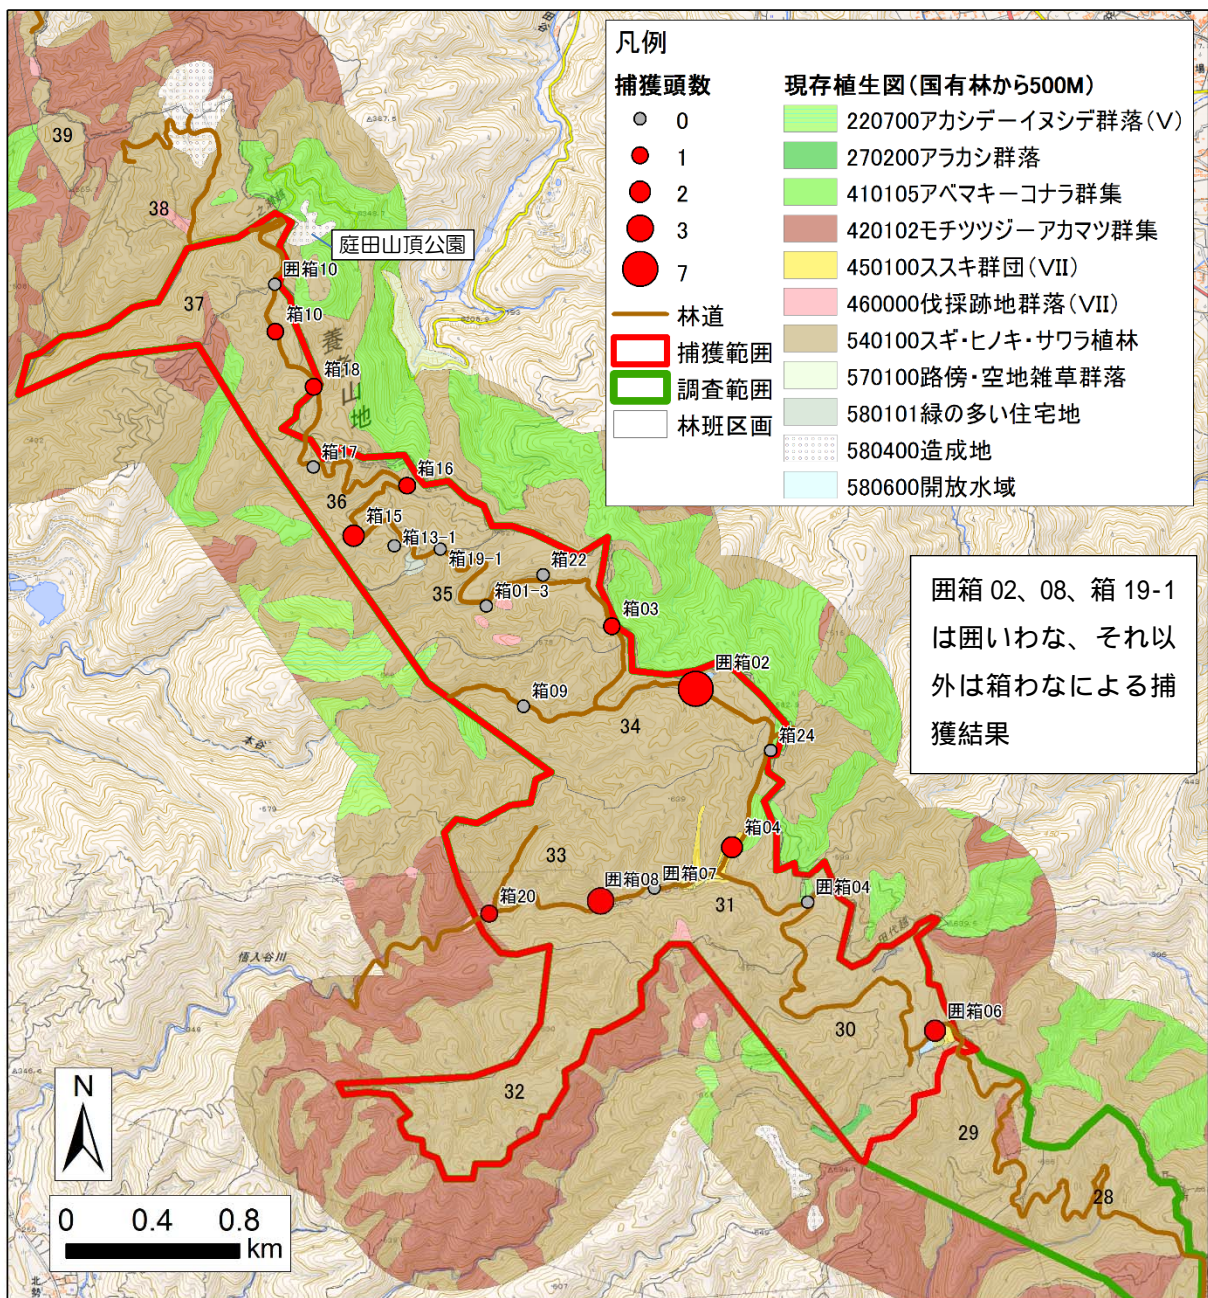 凡例
捕獲頭数
0
1
2
3
7
林道
捕獲範囲
調査範囲
林班区画
現存植生図(国有林から500M)
220700アカシデーイヌシデ群落(Ⅴ)
270200アラカシ群落
410105アベマキーコナラ群集
420102モチツツジーアカマツ群集
450100ススキ群団(VII)
460000伐採跡地群落(VII)
540100スギ・ヒノキ・サワラ植林
570100路傍・空地雑草群落
580101緑の多い住宅地
580400造成地
580600開放水域
39
38
庭田山頂公園
囲箱10
37
箱10
養老山地
箱18
箱17
箱16
36
箱15
箱13-1
箱19-1
箱22
35
箱01-3
箱03
囲箱 02、08、箱 19-1
は囲いわな、それ以
外は箱わなによる捕
獲結果
囲箱02
箱09
34
箱24
本谷
箱04
33
囲箱07
囲箱08
囲箱04
箱20
31
田代越
悟入谷川
囲箱06
30
32
29
28
N
0 0.4 0.8
km
北勢